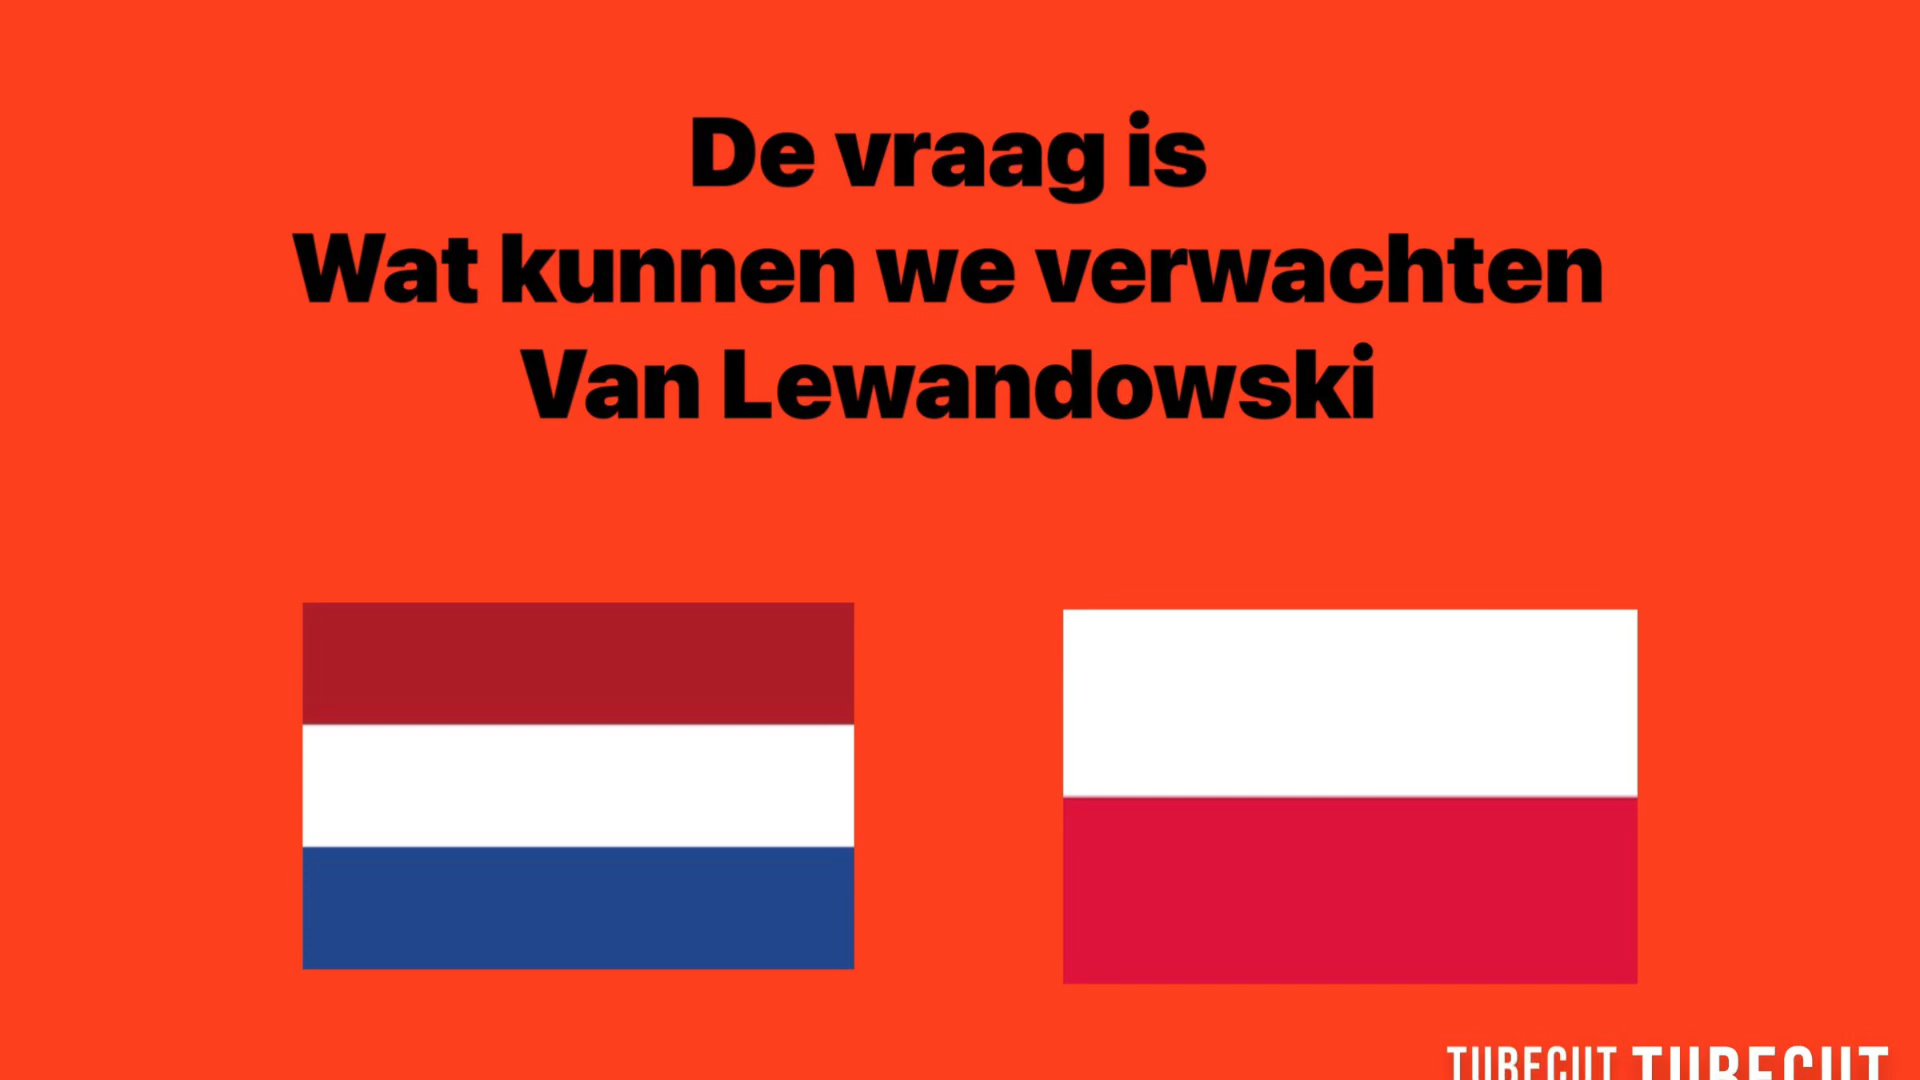 De vraag is
Wat kunnen we verwachten
Van Lewandowski
TUBECUT TUBECUT